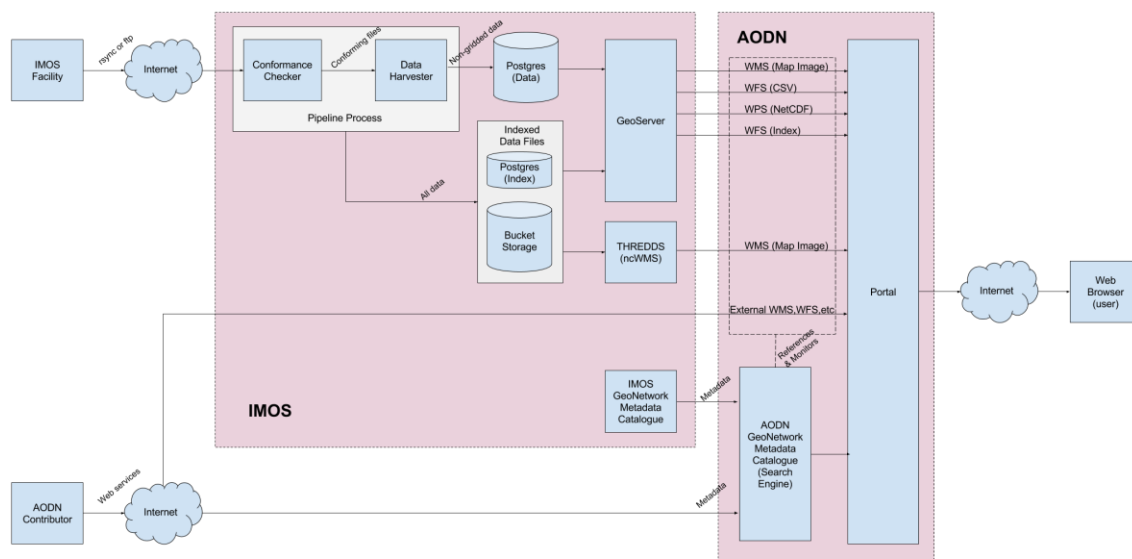 IMOS
Facility
rsync or ftp
Internet
Conformance
Checker
Conforming files
Data
Harvester
Non-gridded data
Pipeline Process
Postgres
(Data)
Indexed
Data Files
Postgres
(Index)
Bucket
Storage
All data
GeoServer
THREDDS
(ncWMS)
IMOS
IMOS
GeoNetwork
Metadata
Catalogue
Metadata
AODN
WMS (Map Image)
WFS (CSV)
WPS (NetCDF)
WFS (Index)
WMS (Map Image)
External WMS,WFS,etc
References
& Monitors
AODN
GeoNetwork
Metadata
Catalogue
(Search
Engine)
Portal
Internet
Web
Browser
(user)
AODN
Contributor
Web services
Internet
Metadata